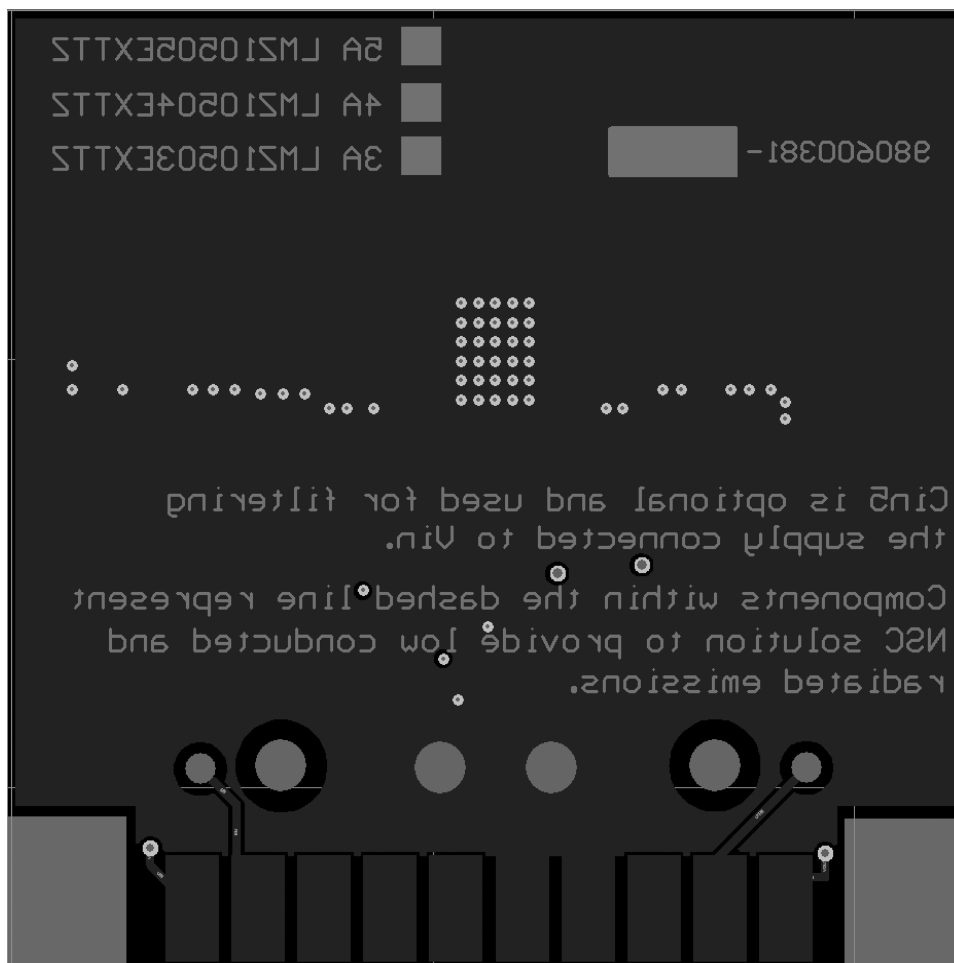 5A LMZ10505EXTTZ
4A LMZ10504EXTTZ
3A LMZ10503EXTTZ
980600381-
Cin5 is optional and used for filtering
the supply connected to Vin.
Components within the dashed line represent
NSC solution to provide low conducted and
radiated emissions.